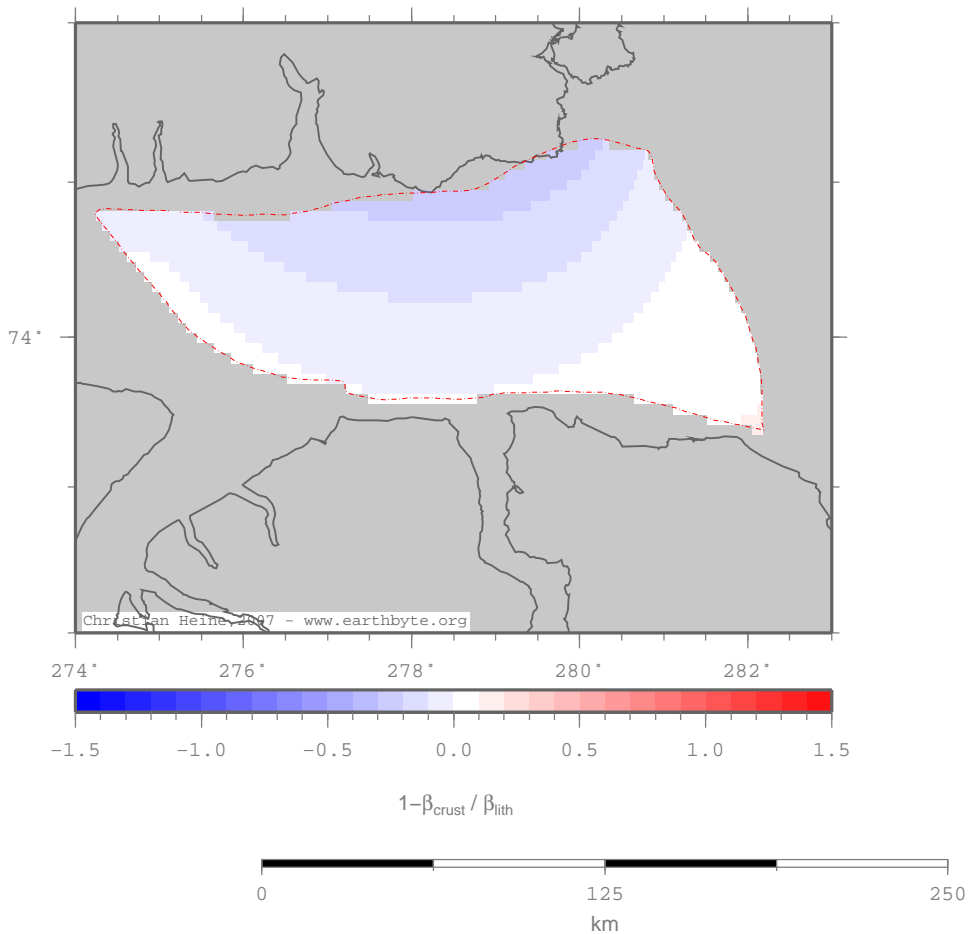 74°
Christian Heine, 2007 - www.earthbyte.org
274° 276° 278° 280° 282°
−1.5 −1.0 −0.5 0.0 0.5 1.0 1.5
1−βcrust / βlith
0 125 250
km